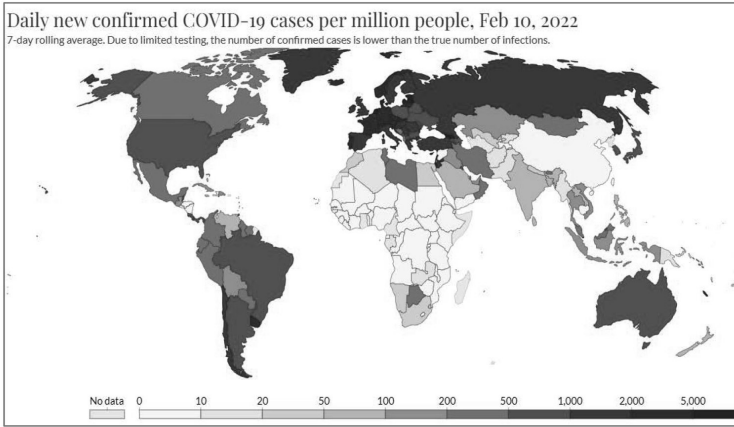 Daily new confirmed COVID-19 cases per million people, Feb 10, 2022
7-day rolling average. Due to limited testing, the number of confirmed cases is lower than the true number of infections.
No data 0 10 20 50 100 200 500 1,000 2,000 5,000